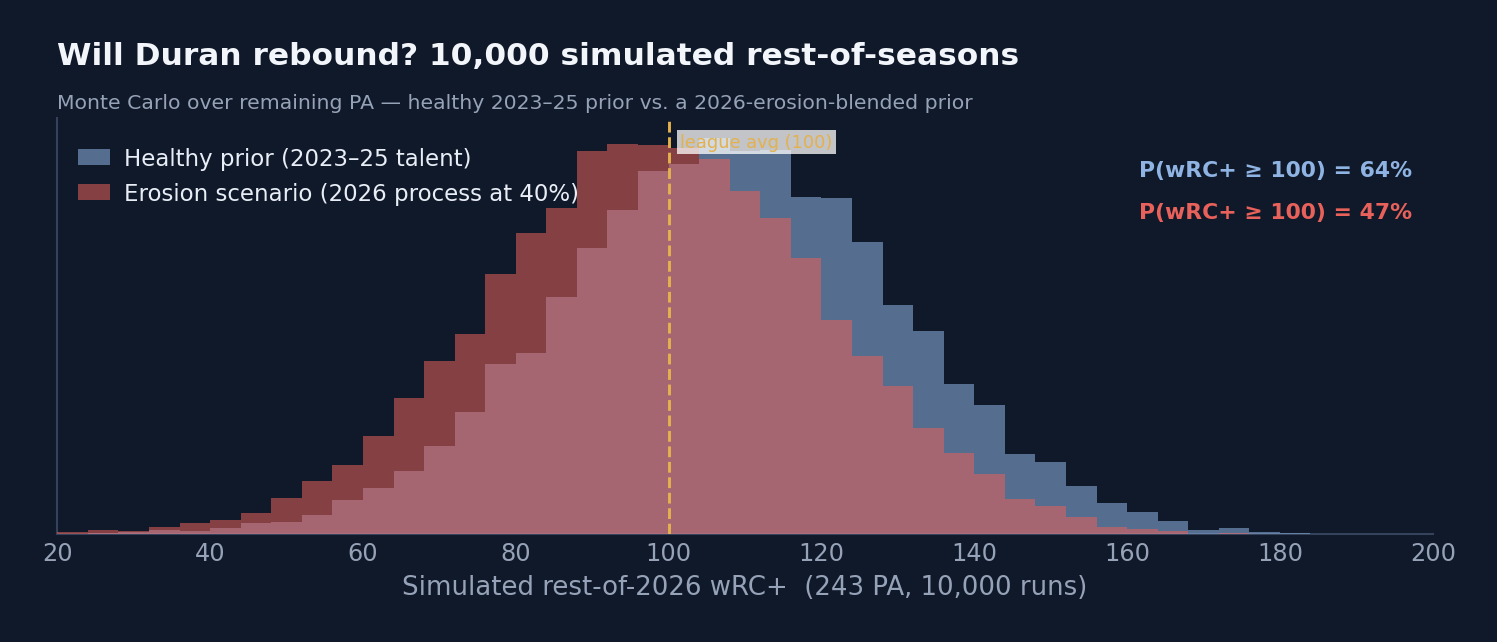 Will Duran rebound? 10,000 simulated rest-of-seasons
Monte Carlo over remaining PA — healthy 2023–25 prior vs. a 2026-erosion-blended prior
league avg (100)
Healthy prior (2023–25 talent)
Erosion scenario (2026 process at 40%)
P(wRC+ ≥ 100) = 64%
P(wRC+ ≥ 100) = 47%
20 40 60 80 100 120 140 160 180 200
Simulated rest-of-2026 wRC+ (243 PA, 10,000 runs)